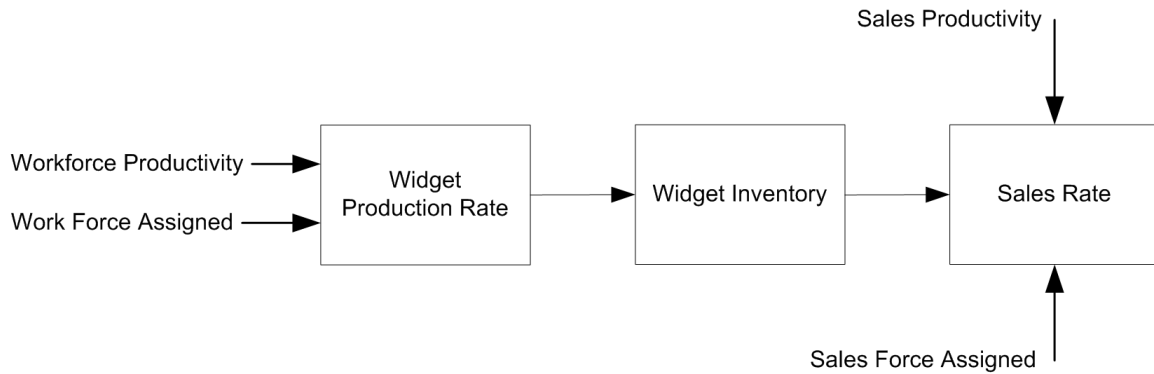 Sales Productivity
Workforce Productivity
Work Force Assigned
Widget
Production Rate
Widget Inventory
Sales Rate
Sales Force Assigned